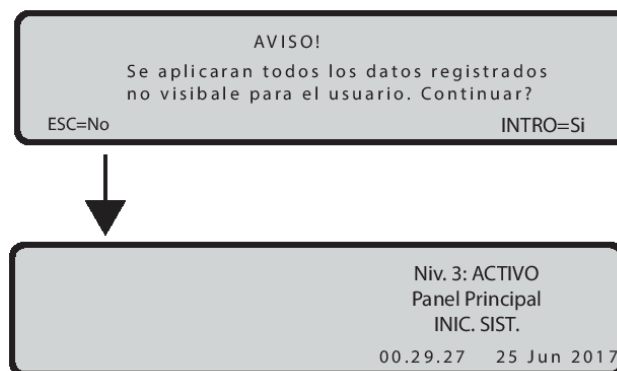 AVISO!
Se aplicaran todos los datos registrados
no visibale para el usuario. Continuar?
ESC=No INTRO=Si
Niv. 3: ACTIVO
Panel Principal
INIC. SIST.
00.29.27 25 Jun 2017